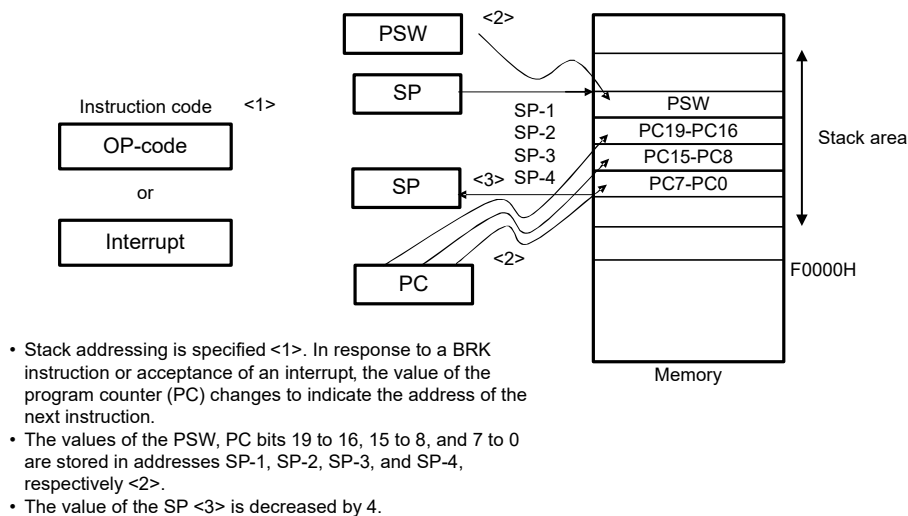 PSW
<2>
SP
Instruction code <1>
OP-code
or
Interrupt
SP-1
SP-2
SP-3
SP-4
PSW
PC19-PC16
PC15-PC8
PC7-PC0
Stack area
SP
<3>
<2>
PC
F0000H
Memory
• Stack addressing is specified <1>. In response to a BRK
instruction or acceptance of an interrupt, the value of the
program counter (PC) changes to indicate the address of the
next instruction.
• The values of the PSW, PC bits 19 to 16, 15 to 8, and 7 to 0
are stored in addresses SP-1, SP-2, SP-3, and SP-4,
respectively <2>.
• The value of the SP <3> is decreased by 4.